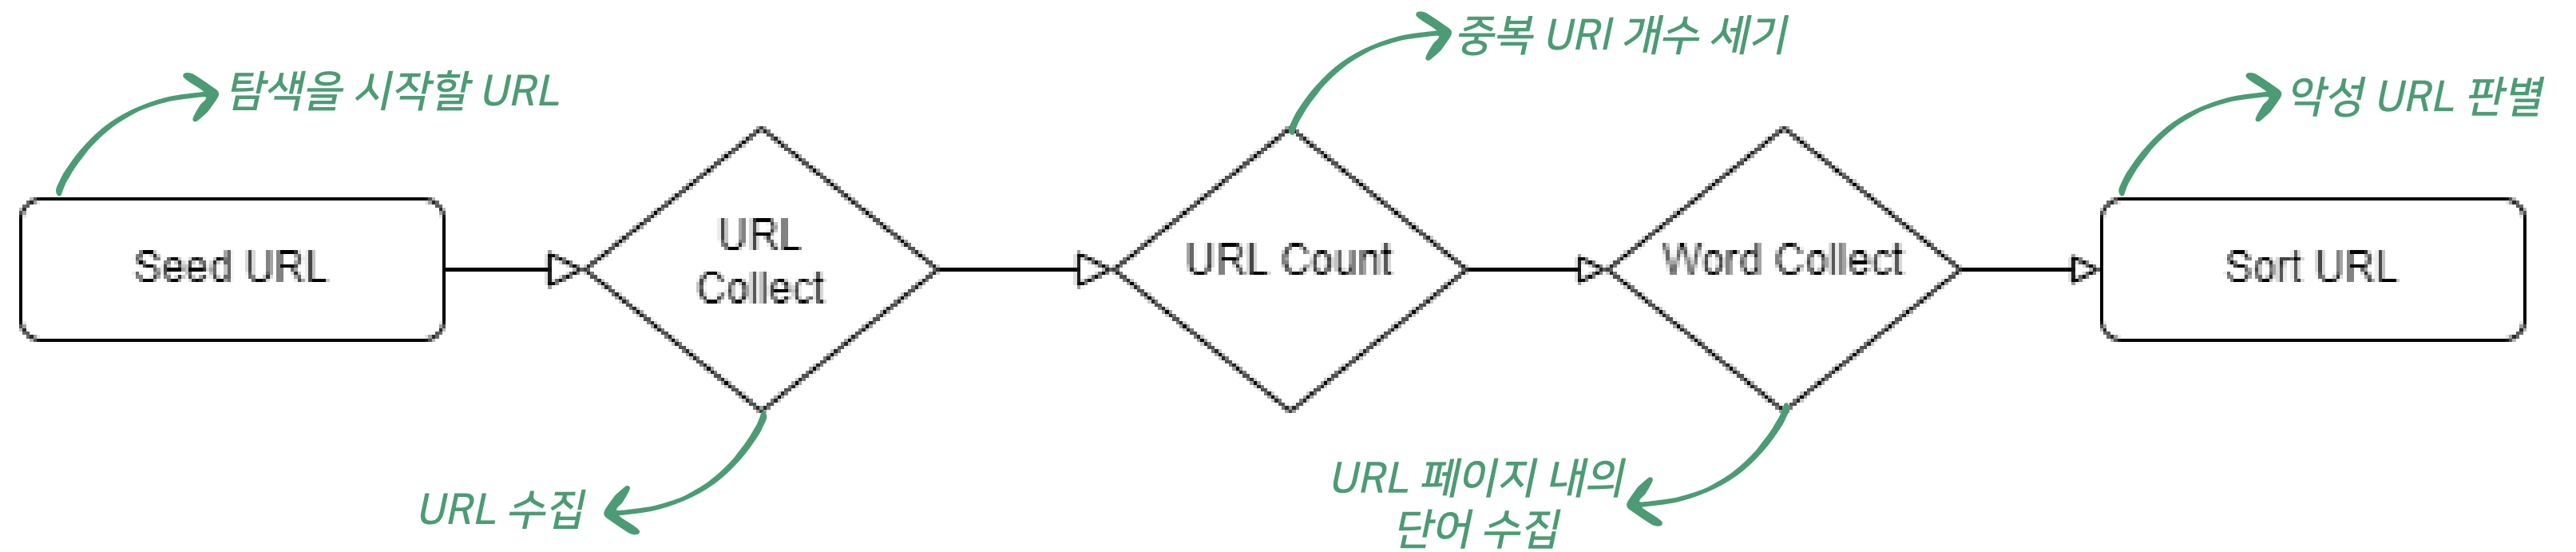 탐색을 시작할 URL
중복 URl 개수 세기
악성 URL 판별
Seed URL
URL
Collect
URL Count
Word Collect
Sort URL
URL 수집
URL 페이지 내의
단어 수집